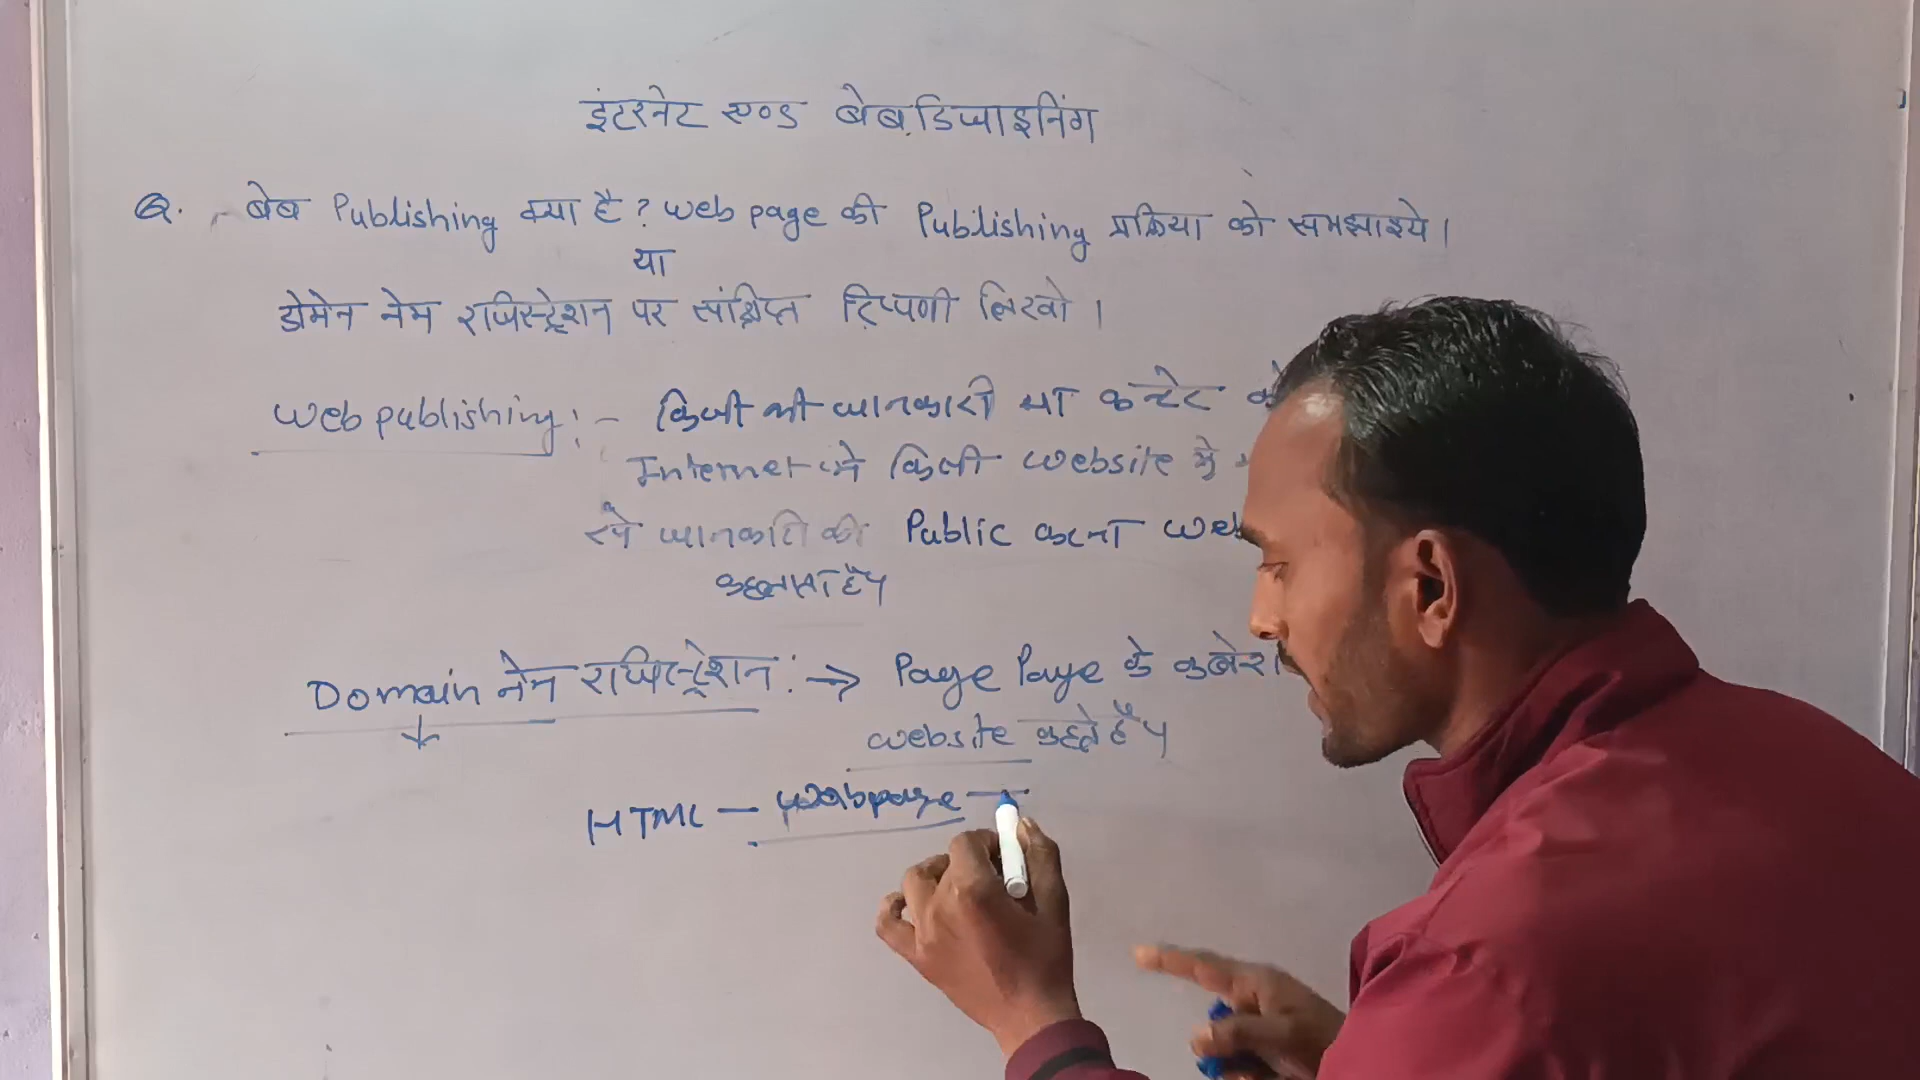 इंटरनेट एण्ड बेब डिजाइनिंग
Q. बेब Publishing क्या है? web page की Publishing प्रक्रिया को समझाइये।
या
डोमेन नेम रजिस्ट्रेशन पर संक्षिप्त टिप्पणी लिखो।
web publishing:- किसी भी जानकारी या कन्टेट को
Internet मे किसी website के
जानकारी की Public करना web
कहलाता है।
Domain नेम रजिस्ट्रेशन:→ Page Page के
website कहते है।
HTML — webpage —